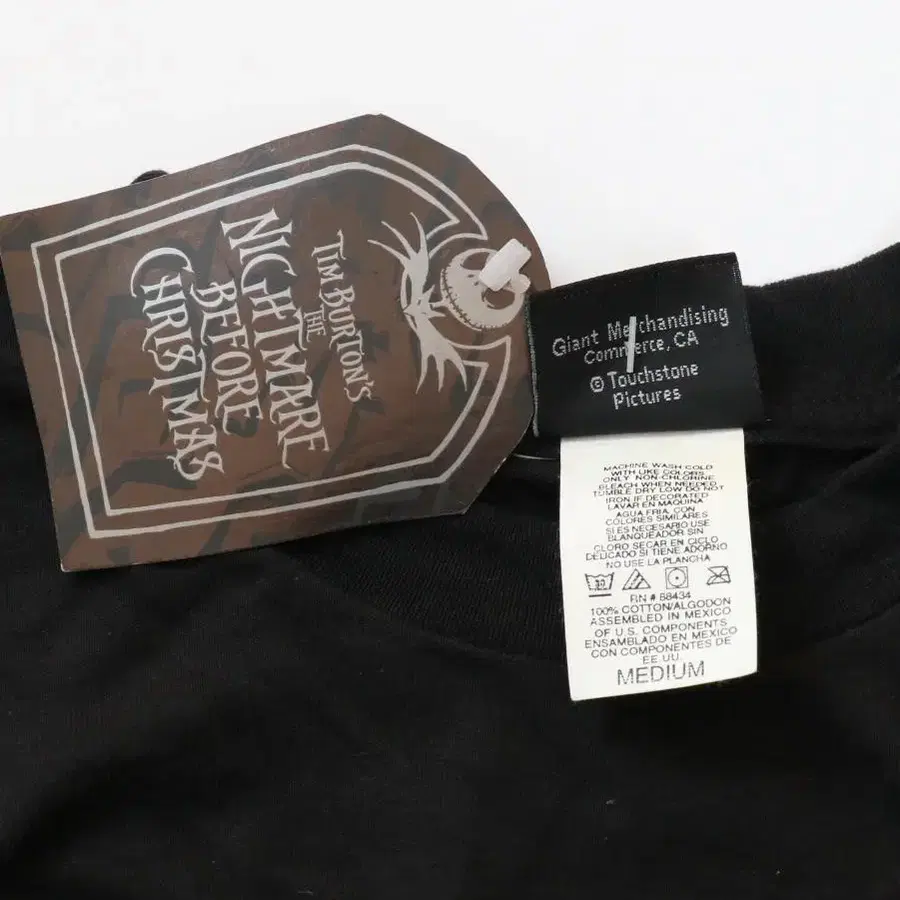 TIM BURTON'S
THE
NIGHTMARE
BEFORE
CHRISTMAS
Giant Merchandising
Commerce, CA
© Touchstone
Pictures
MACHINE WASH COLD
WITH LIKE COLORS
ONLY NON-CHLORINE
BLEACH WHEN NEEDED
TUMBLE DRY LOW DO NOT
IRON IF DECORATED
LAVAR EN MAQUINA
AGUA FRIA, CON
COLORES SIMILARES
SI ES NECESARIO USE
BLANQUEADOR SIN
CLORO SECAR EN CICLO
DELICADO SI TIENE ADORNO
NO USE LA PLANCHA
RN # 88434
100% COTTON/ALGODON
ASSEMBLED IN MEXICO
OF U.S. COMPONENTS
ENSAMBLADO EN MEXICO
CON COMPONENTES DE
EE.UU.
MEDIUM